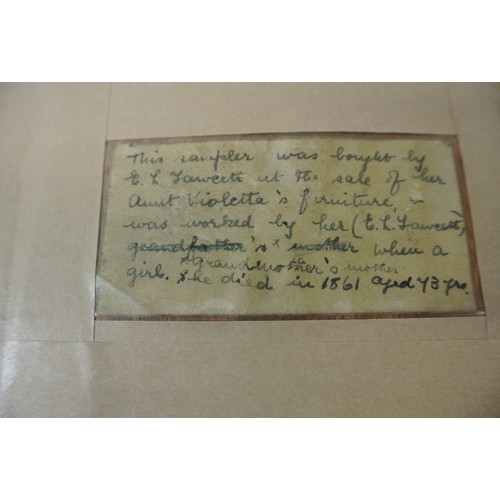 This sampler was bought by
E. L. Fawcett at the sale of her
Aunt Violetta's furniture, &
was worked by her (E. L. Fawcett's)
grandfather's x mother when a
x grandmother's mother
girl. She died in 1861 aged 73 yrs.